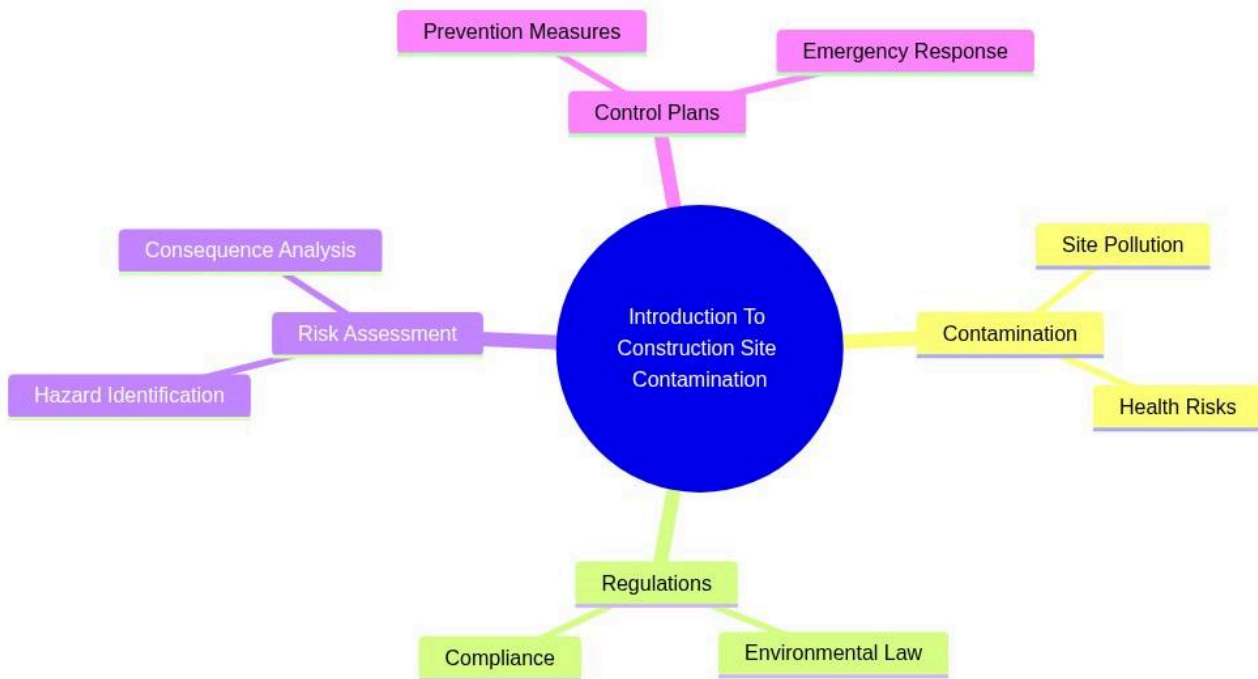 Prevention Measures
Emergency Response
Control Plans
Consequence Analysis
Risk Assessment
Hazard Identification
Introduction To
Construction Site
Contamination
Site Pollution
Contamination
Health Risks
Regulations
Compliance
Environmental Law